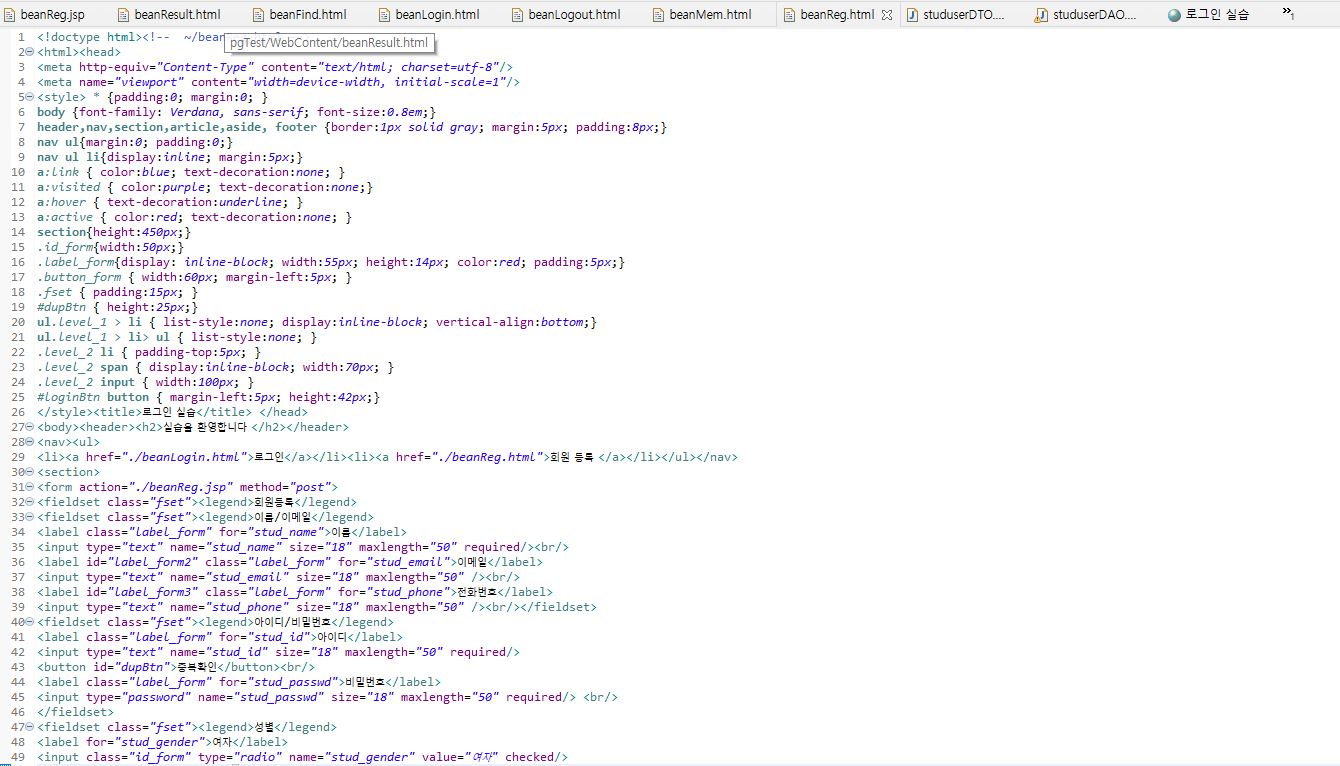 beanReg.jsp beanResult.html beanFind.html beanLogin.html beanLogout.html beanMem.html beanReg.html studuserDTO.... studuserDAO.... 로그인 실습 »1
pgTest/WebContent/beanResult.html
1 <!doctype html><!-- ~/bean
2 <html><head>
3 <meta http-equiv="Content-Type" content="text/html; charset=utf-8"/>
4 <meta name="viewport" content="width=device-width, initial-scale=1"/>
5 <style> * {padding:0; margin:0; }
6 body {font-family: Verdana, sans-serif; font-size:0.8em;}
7 header,nav,section,article,aside, footer {border:1px solid gray; margin:5px; padding:8px;}
8 nav ul{margin:0; padding:0;}
9 nav ul li{display:inline; margin:5px;}
10 a:link { color:blue; text-decoration:none; }
11 a:visited { color:purple; text-decoration:none;}
12 a:hover { text-decoration:underline; }
13 a:active { color:red; text-decoration:none; }
14 section{height:450px;}
15 .id_form{width:50px;}
16 .label_form{display: inline-block; width:55px; height:14px; color:red; padding:5px;}
17 .button_form { width:60px; margin-left:5px; }
18 .fset { padding:15px; }
19 #dupBtn { height:25px;}
20 ul.level_1 > li { list-style:none; display:inline-block; vertical-align:bottom;}
21 ul.level_1 > li> ul { list-style:none; }
22 .level_2 li { padding-top:5px; }
23 .level_2 span { display:inline-block; width:70px; }
24 .level_2 input { width:100px; }
25 #loginBtn button { margin-left:5px; height:42px;}
26 </style><title>로그인 실습</title> </head>
27 <body><header><h2>실습을 환영합니다 </h2></header>
28 <nav><ul>
29 <li><a href="./beanLogin.html">로그인</a></li><li><a href="./beanReg.html">회원 등록 </a></li></ul></nav>
30 <section>
31 <form action="./beanReg.jsp" method="post">
32 <fieldset class="fset"><legend>회원등록</legend>
33 <fieldset class="fset"><legend>이름/이메일</legend>
34 <label class="label_form" for="stud_name">이름</label>
35 <input type="text" name="stud_name" size="18" maxlength="50" required/><br/>
36 <label id="label_form2" class="label_form" for="stud_email">이메일</label>
37 <input type="text" name="stud_email" size="18" maxlength="50" /><br/>
38 <label id="label_form3" class="label_form" for="stud_phone">전화번호</label>
39 <input type="text" name="stud_phone" size="18" maxlength="50" /><br/></fieldset>
40 <fieldset class="fset"><legend>아이디/비밀번호</legend>
41 <label class="label_form" for="stud_id">아이디</label>
42 <input type="text" name="stud_id" size="18" maxlength="50" required/>
43 <button id="dupBtn">중복확인</button><br/>
44 <label class="label_form" for="stud_passwd">비밀번호</label>
45 <input type="password" name="stud_passwd" size="18" maxlength="50" required/> <br/>
46 </fieldset>
47 <fieldset class="fset"><legend>성별</legend>
48 <label for="stud_gender">여자</label>
49 <input class="id_form" type="radio" name="stud_gender" value="여자" checked/>